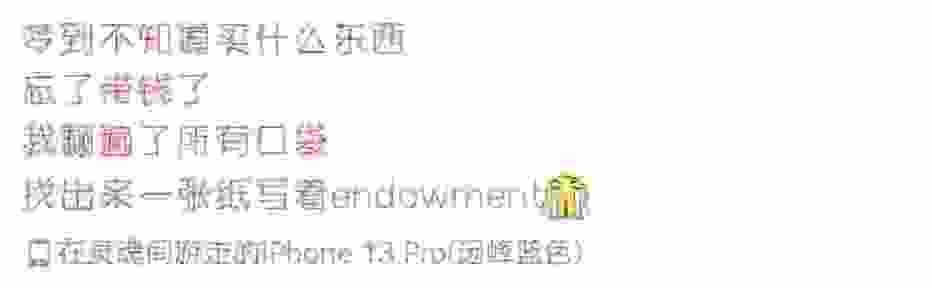 梦到不知道买什么东西
忘了带钱了
我翻遍了所有口袋
找出来一张纸写着endowment
在灵魂间游走的iPhone 13 Pro(远峰蓝色)